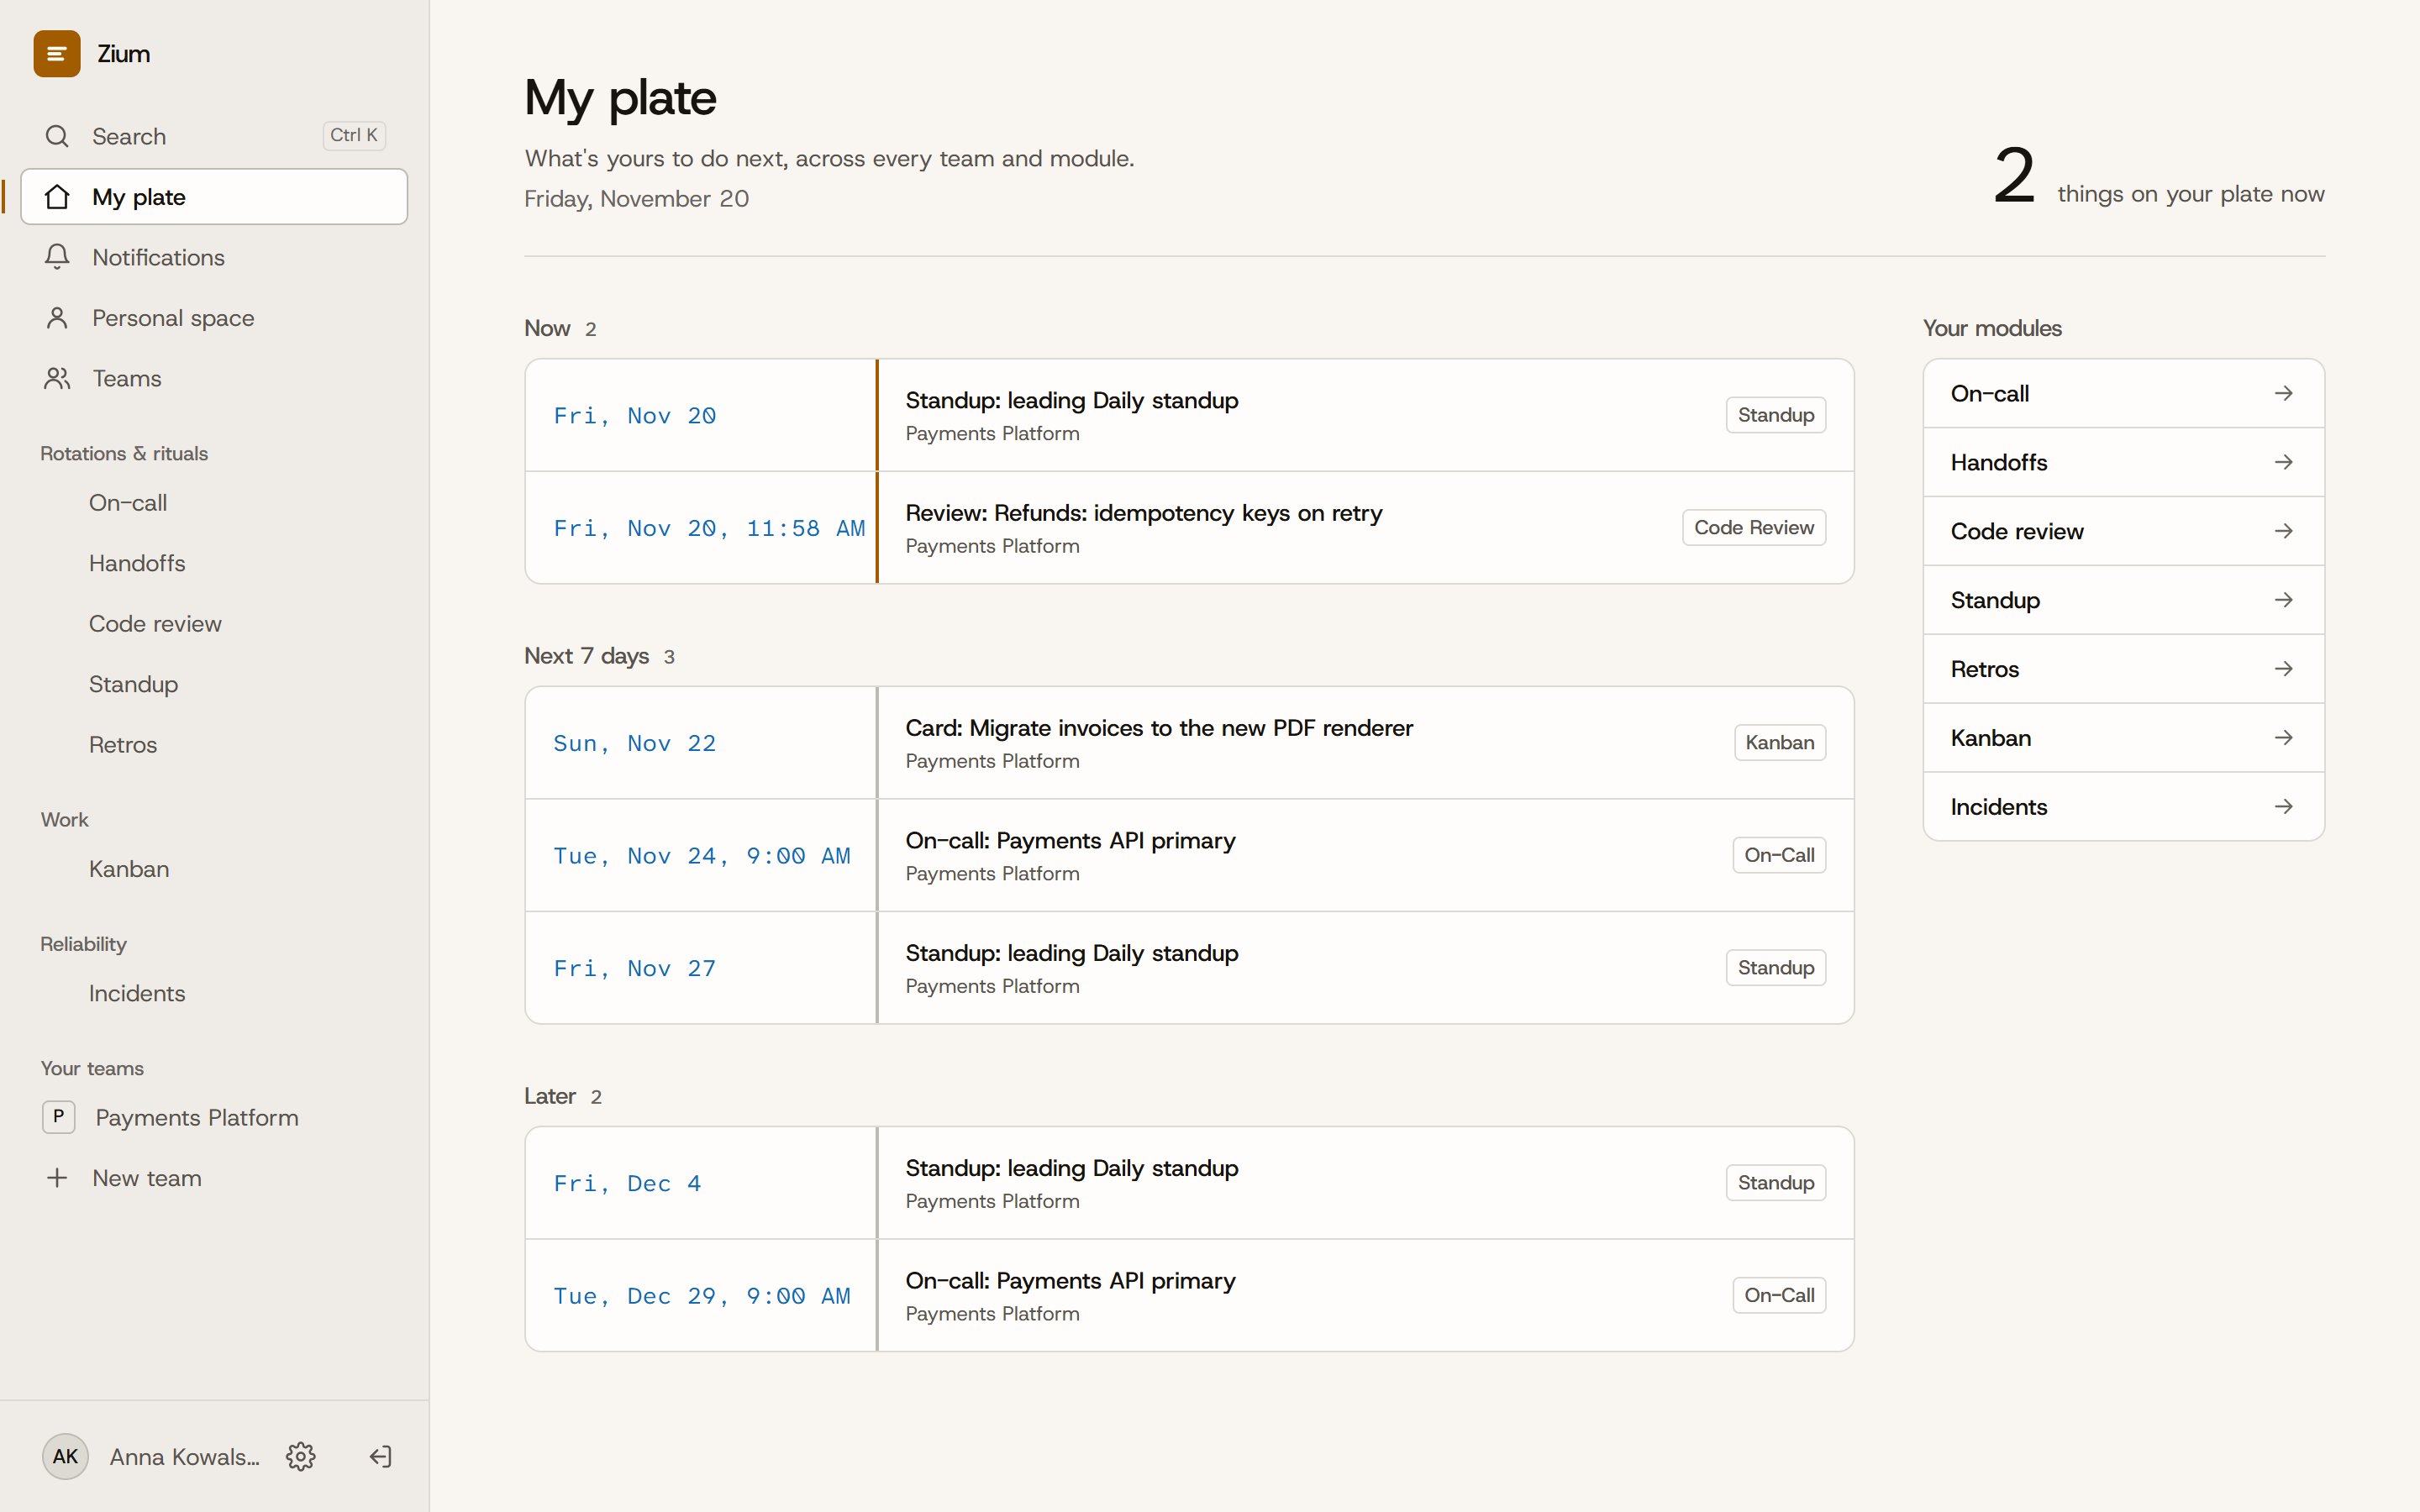 Zium
Search
Ctrl K
My plate
Notifications
Personal space
Teams
Rotations & rituals
On-call
Handoffs
Code review
Standup
Retros
Work
Kanban
Reliability
Incidents
Your teams
P Payments Platform
New team
AK Anna Kowals...
My plate
What's yours to do next, across every team and module.
Friday, November 20
2 things on your plate now
Now 2
Fri, Nov 20
Standup: leading Daily standup
Payments Platform
Standup
Fri, Nov 20, 11:58 AM
Review: Refunds: idempotency keys on retry
Payments Platform
Code Review
Next 7 days 3
Sun, Nov 22
Card: Migrate invoices to the new PDF renderer
Payments Platform
Kanban
Tue, Nov 24, 9:00 AM
On-call: Payments API primary
Payments Platform
On-Call
Fri, Nov 27
Standup: leading Daily standup
Payments Platform
Standup
Later 2
Fri, Dec 4
Standup: leading Daily standup
Payments Platform
Standup
Tue, Dec 29, 9:00 AM
On-call: Payments API primary
Payments Platform
On-Call
Your modules
On-call
Handoffs
Code review
Standup
Retros
Kanban
Incidents